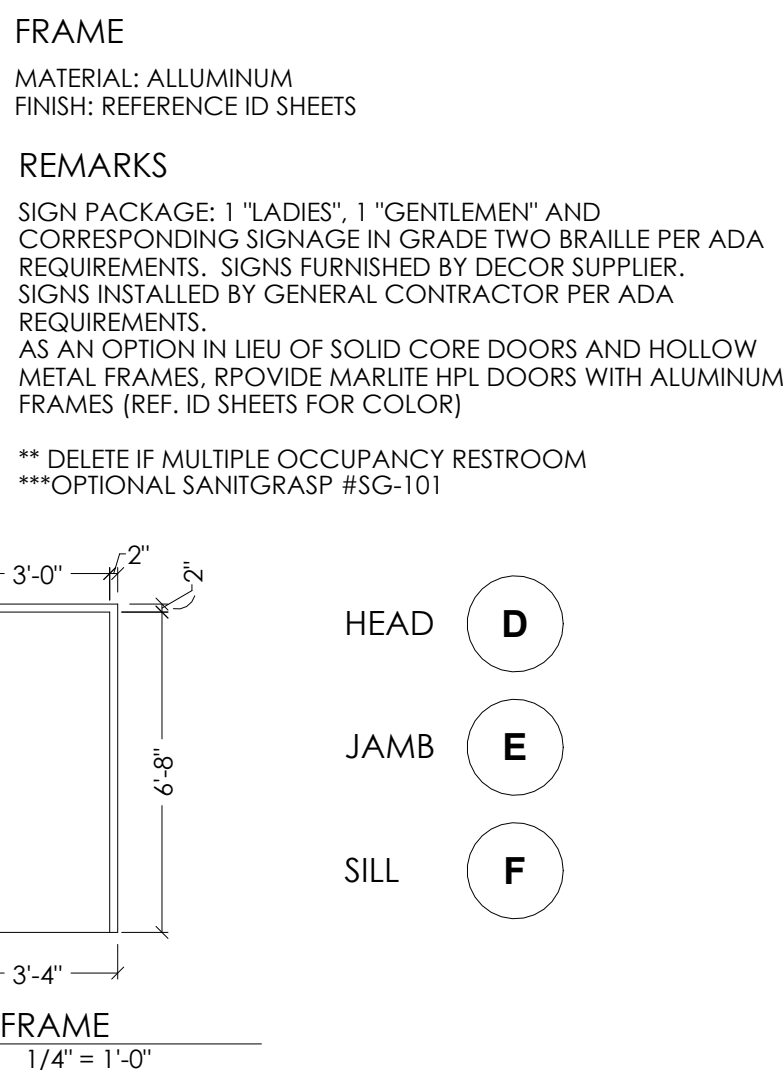 FRAME
MATERIAL: ALLUMINUM
FINISH: REFERENCE ID SHEETS
REMARKS
SIGN PACKAGE: 1 "LADIES", 1 "GENTLEMEN" AND
CORRESPONDING SIGNAGE IN GRADE TWO BRAILLE PER ADA
REQUIREMENTS.  SIGNS FURNISHED BY DECOR SUPPLIER.
SIGNS INSTALLED BY GENERAL CONTRACTOR PER ADA
REQUIREMENTS.
AS AN OPTION IN LIEU OF SOLID CORE DOORS AND HOLLOW
METAL FRAMES, RPOVIDE MARLITE HPL DOORS WITH ALUMINUM
FRAMES (REF. ID SHEETS FOR COLOR)
** DELETE IF MULTIPLE OCCUPANCY RESTROOM
***OPTIONAL SANITGRASP #SG-101
3'-0"
2"
2"
HEAD D
6'-8"
JAMB E
SILL F
3'-4"
FRAME
1/4" = 1'-0"